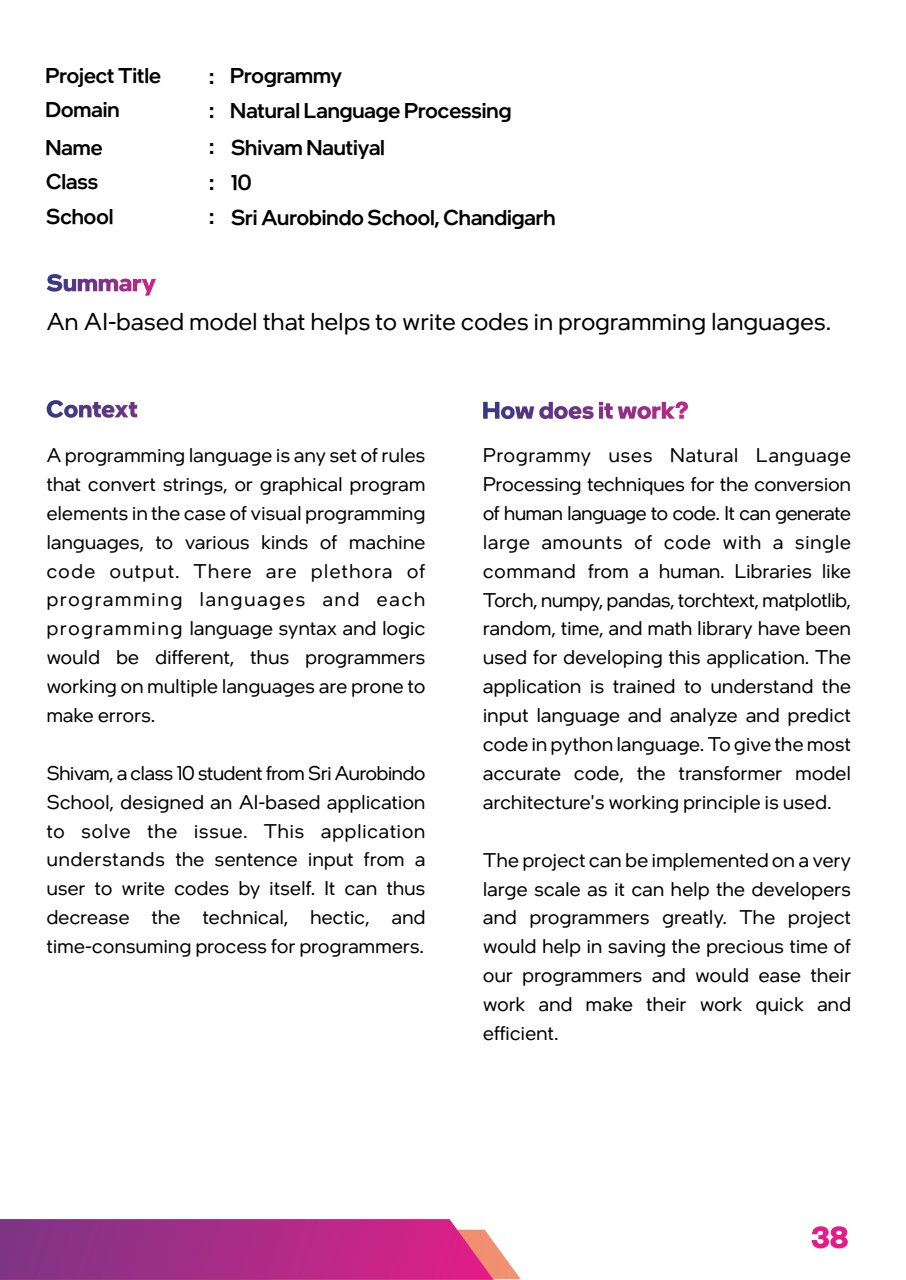 Project Title : Programmy
Domain : Natural Language Processing
Name : Shivam Nautiyal
Class : 10
School : Sri Aurobindo School, Chandigarh
Summary
An AI-based model that helps to write codes in programming languages.
Context
A programming language is any set of rules
that convert strings, or graphical program
elements in the case of visual programming
languages, to various kinds of machine
code output. There are plethora of
programming languages and each
programming language syntax and logic
would be different, thus programmers
working on multiple languages are prone to
make errors.
Shivam, a class 10 student from Sri Aurobindo
School, designed an AI-based application
to solve the issue. This application
understands the sentence input from a
user to write codes by itself. It can thus
decrease the technical, hectic, and
time-consuming process for programmers.
How does it work?
Programmy uses Natural Language
Processing techniques for the conversion
of human language to code. It can generate
large amounts of code with a single
command from a human. Libraries like
Torch, numpy, pandas, torchtext, matplotlib,
random, time, and math library have been
used for developing this application. The
application is trained to understand the
input language and analyze and predict
code in python language. To give the most
accurate code, the transformer model
architecture's working principle is used.
The project can be implemented on a very
large scale as it can help the developers
and programmers greatly. The project
would help in saving the precious time of
our programmers and would ease their
work and make their work quick and
efficient.
38